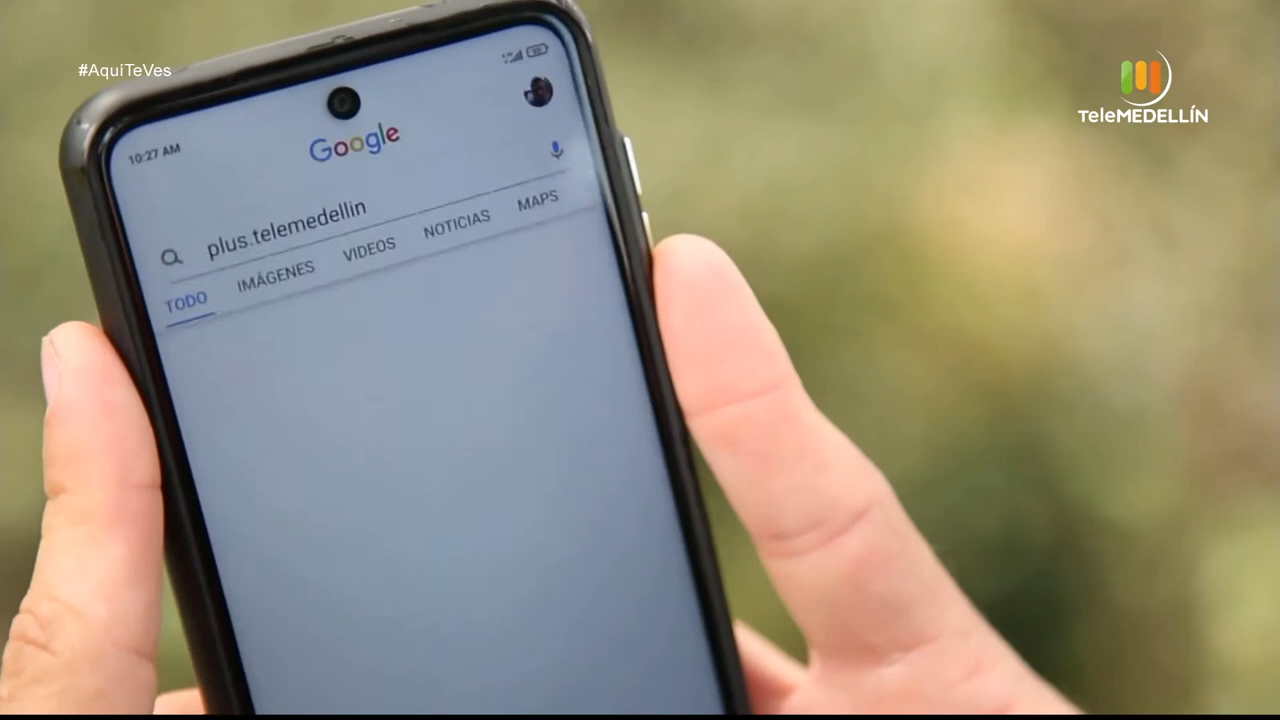 #AquíTeVes
TeleMEDELLÍN
10:27 AM
Google
plus.telemedellin
TODO IMÁGENES VIDEOS NOTICIAS MAPS